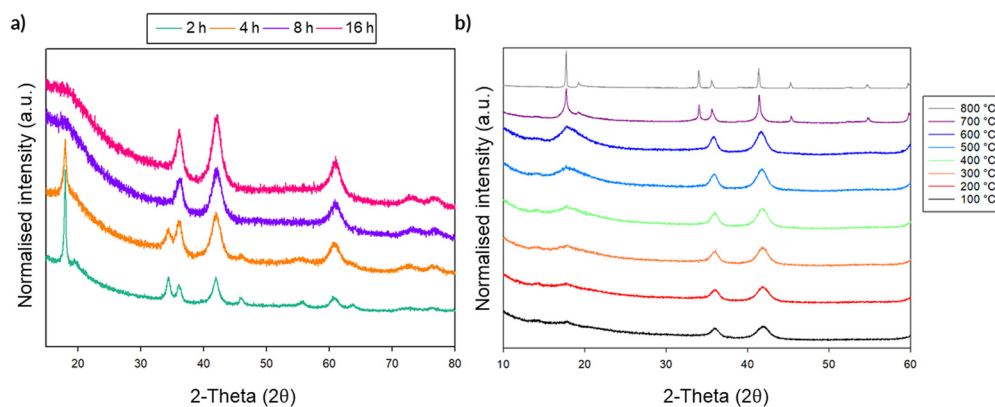 a)
2 h 4 h 8 h 16 h
Normalised intensity (a.u.)
20 30 40 50 60 70 80
2-Theta (2θ)
b)
Normalised intensity (a.u.)
10 20 30 40 50 60
2-Theta (2θ)
800 °C
700 °C
600 °C
500 °C
400 °C
300 °C
200 °C
100 °C